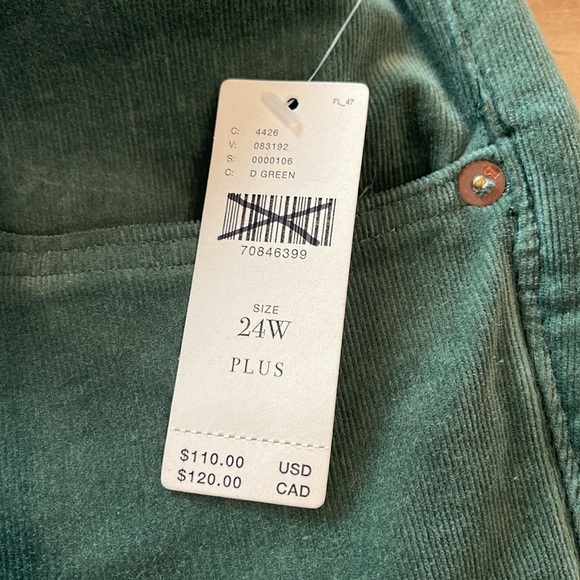 FL_47
C: 4426
V: 083192
S: 0000106
C: D GREEN
70846399
SIZE
24W
PLUS
$110.00 USD
$120.00 CAD